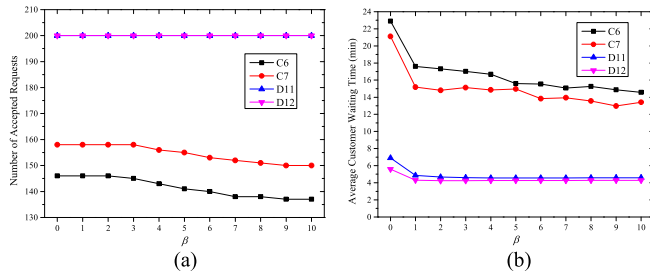 Number of Accepted Requests
200
190
180
170
160
150
140
130
C6
C7
D11
D12
0 1 2 3 4 5 6 7 8 9 10
β
(a)
Average Customer Waiting Time (min)
24
22
20
18
16
14
12
10
8
6
4
2
0
C6
C7
D11
D12
0 1 2 3 4 5 6 7 8 9 10
β
(b)